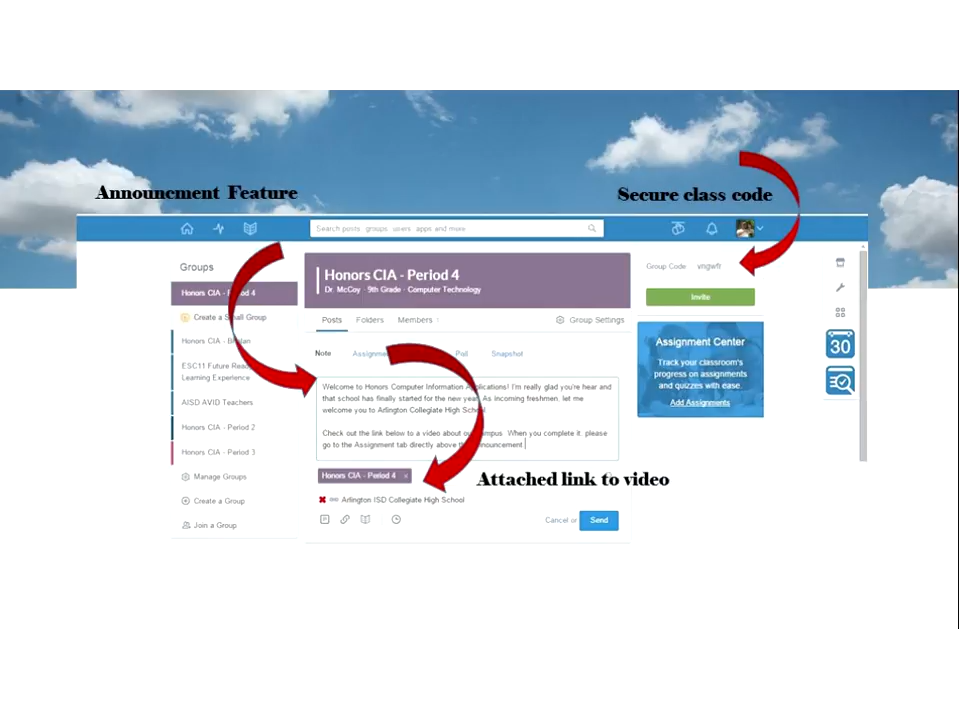 Announcment Feature
Secure class code
Search posts groups users apps and more
Groups
Honors CIA - Period 4
Create a Small Group
Honors CIA -
ESC11 Future
Learning Experience
AISD AVID Teachers
Honors CIA - Period 2
Honors CIA - Period 3
Manage Groups
Create a Group
Join a Group
Honors CIA - Period 4
Dr. McCoy · 9th Grade · Computer Technology
Posts Folders Members
Group Settings
Note Poll Snapshot
Welcome to Honors Computer Information Applications! I'm really glad you're hear and
that school has finally started for the new year. As incoming freshmen, let me
welcome you to Arlington Collegiate High School
Check out the link below to a video about our campus. When you complete it, please
go to the Assignment tab directly above announcement.
Honors CIA - Period 4 ×
Attached link to video
Arlington ISD Collegiate High School
Cancel or Send
Group Code
Invite
Assignment Center
Track your classroom's
progress on assignments
and quizzes with ease.
Add Assignments
30